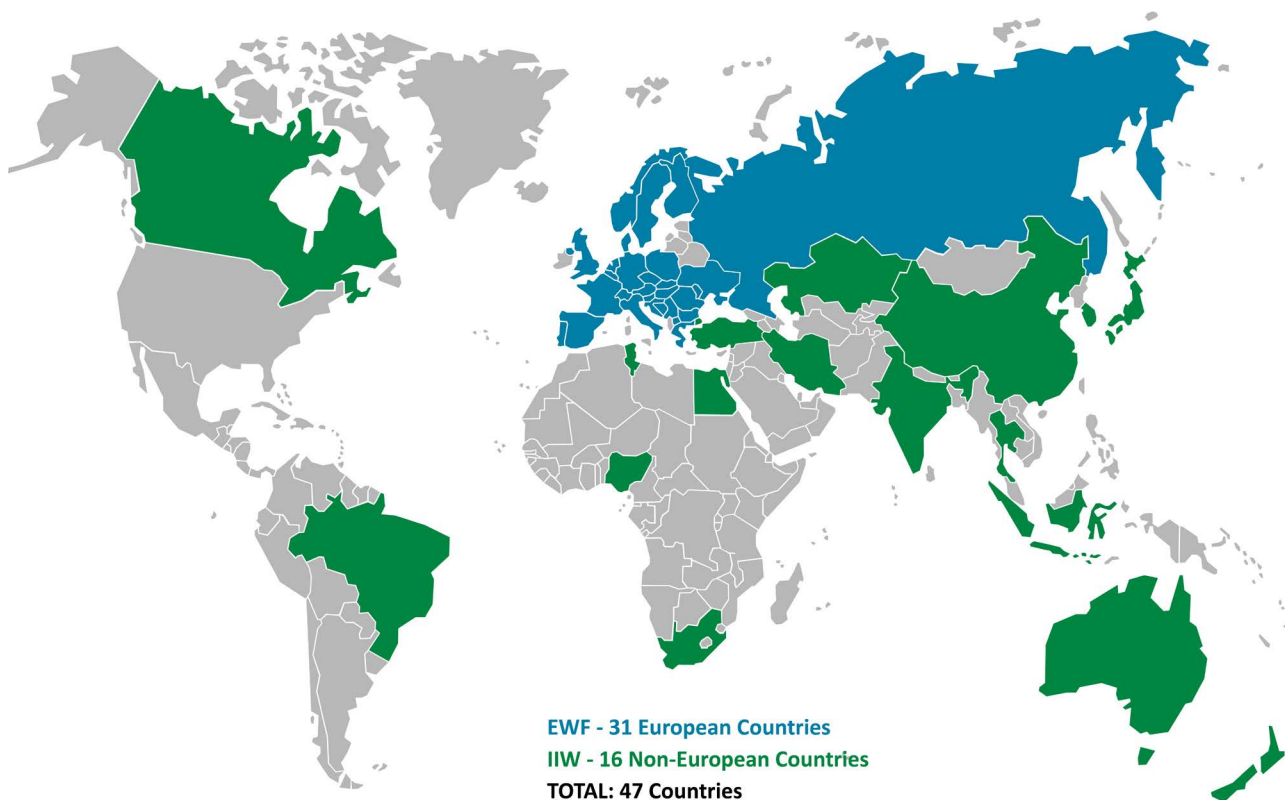 EWF - 31 European Countries
IIW - 16 Non-European Countries
TOTAL: 47 Countries